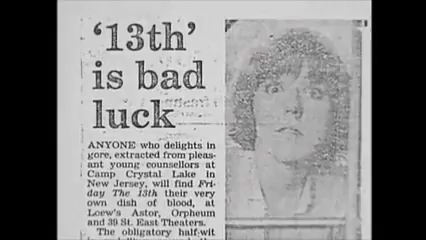 '13th'
is bad
luck
ANYONE who delights in
gore, extracted from pleas-
ant young counsellors at
Camp Crystal Lake in
New Jersey, will find Fri-
day The 13th their very
own dish of blood, at
Loew's Astor, Orpheum
and 39 St. East Theaters.
The obligatory half-wit